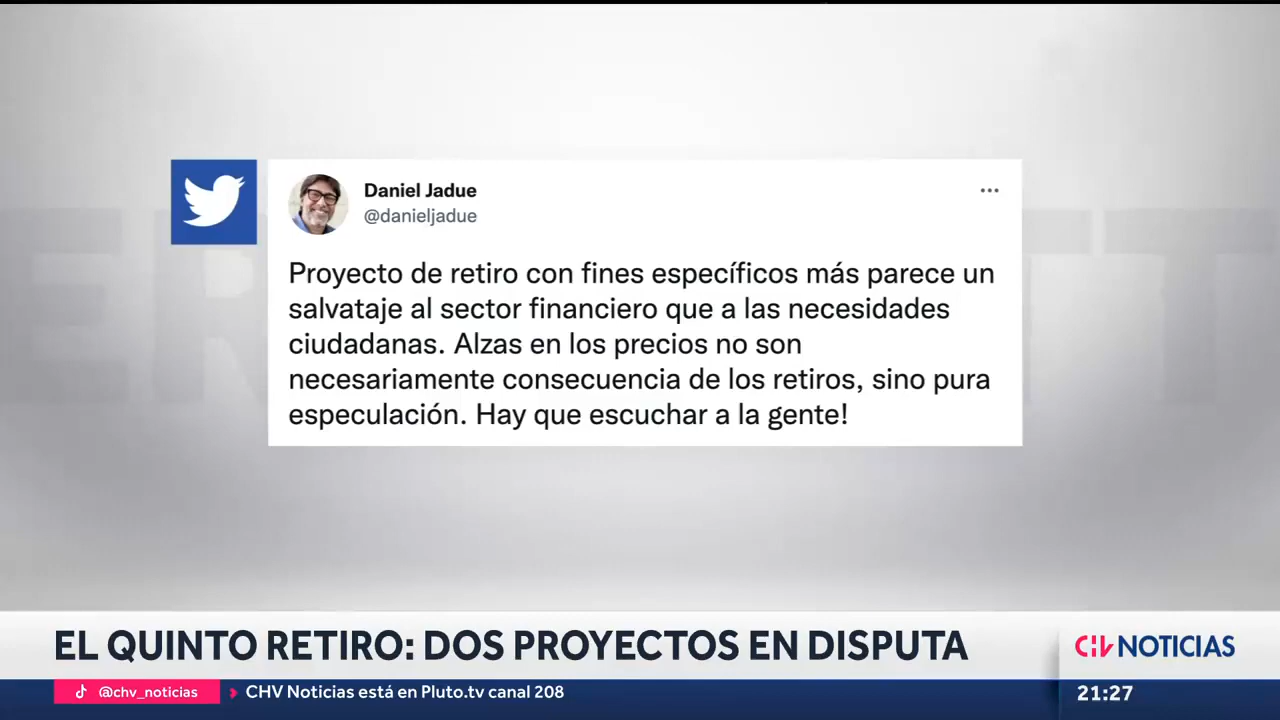 Daniel Jadue
@danieljadue
Proyecto de retiro con fines específicos más parece un
salvataje al sector financiero que a las necesidades
ciudadanas. Alzas en los precios no son
necesariamente consecuencia de los retiros, sino pura
especulación. Hay que escuchar a la gente!
EL QUINTO RETIRO: DOS PROYECTOS EN DISPUTA
CHV NOTICIAS
@chv_noticias
CHV Noticias está en Pluto.tv canal 208
21:27